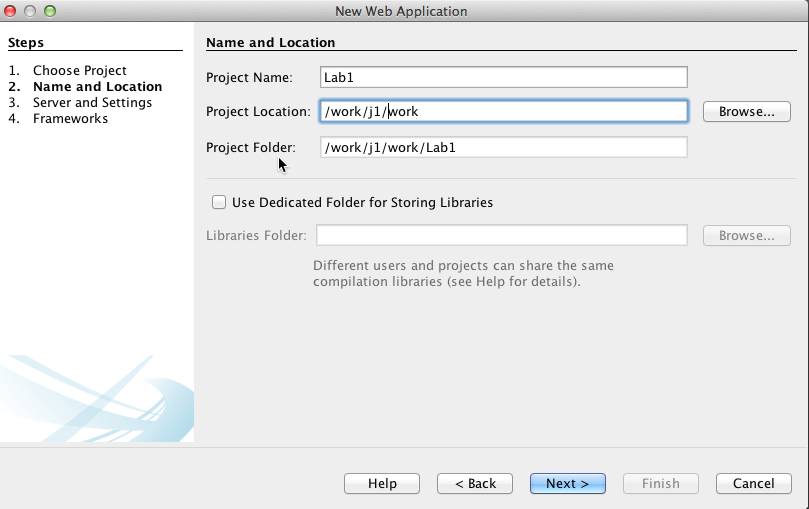 New Web Application
Steps
1. Choose Project
2. Name and Location
3. Server and Settings
4. Frameworks
Name and Location
Project Name: Lab1
Project Location: /work/j1/work Browse...
Project Folder: /work/j1/work/Lab1
Use Dedicated Folder for Storing Libraries
Libraries Folder: Browse...
Different users and projects can share the same
compilation libraries (see Help for details).
Help < Back Next > Finish Cancel